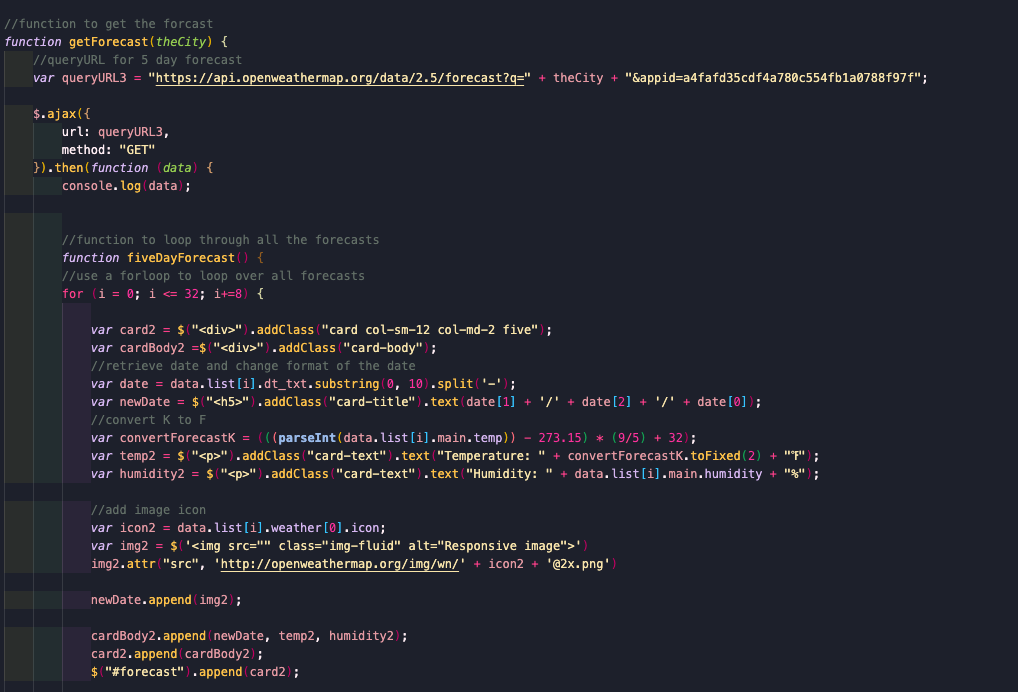 //function to get the forcast
function getForecast(theCity) {
//queryURL for 5 day forecast
var queryURL3 = "https://api.openweathermap.org/data/2.5/forecast?q=" + theCity + "&appid=a4fafd35cdf4a780c554fb1a0788f97f";
$.ajax({
url: queryURL3,
method: "GET"
}).then(function (data) {
console.log(data);
//function to loop through all the forecasts
function fiveDayForecast() {
//use a forloop to loop over all forecasts
for (i = 0; i <= 32; i+=8) {
var card2 = $("<div>").addClass("card col-sm-12 col-md-2 five");
var cardBody2 =$("<div>").addClass("card-body");
//retrieve date and change format of the date
var date = data.list[i].dt_txt.substring(0, 10).split('-');
var newDate = $("<h5>").addClass("card-title").text(date[1] + '/' + date[2] + '/' + date[0]);
//convert K to F
var convertForecastK = (((parseInt(data.list[i].main.temp)) - 273.15) * (9/5) + 32);
var temp2 = $("<p>").addClass("card-text").text("Temperature: " + convertForecastK.toFixed(2) + "℉");
var humidity2 = $("<p>").addClass("card-text").text("Humidity: " + data.list[i].main.humidity + "%");
//add image icon
var icon2 = data.list[i].weather[0].icon;
var img2 = $('<img src="" class="img-fluid" alt="Responsive image">')
img2.attr("src", 'http://openweathermap.org/img/wn/' + icon2 + '@2x.png')
newDate.append(img2);
cardBody2.append(newDate, temp2, humidity2);
card2.append(cardBody2);
$("#forecast").append(card2);